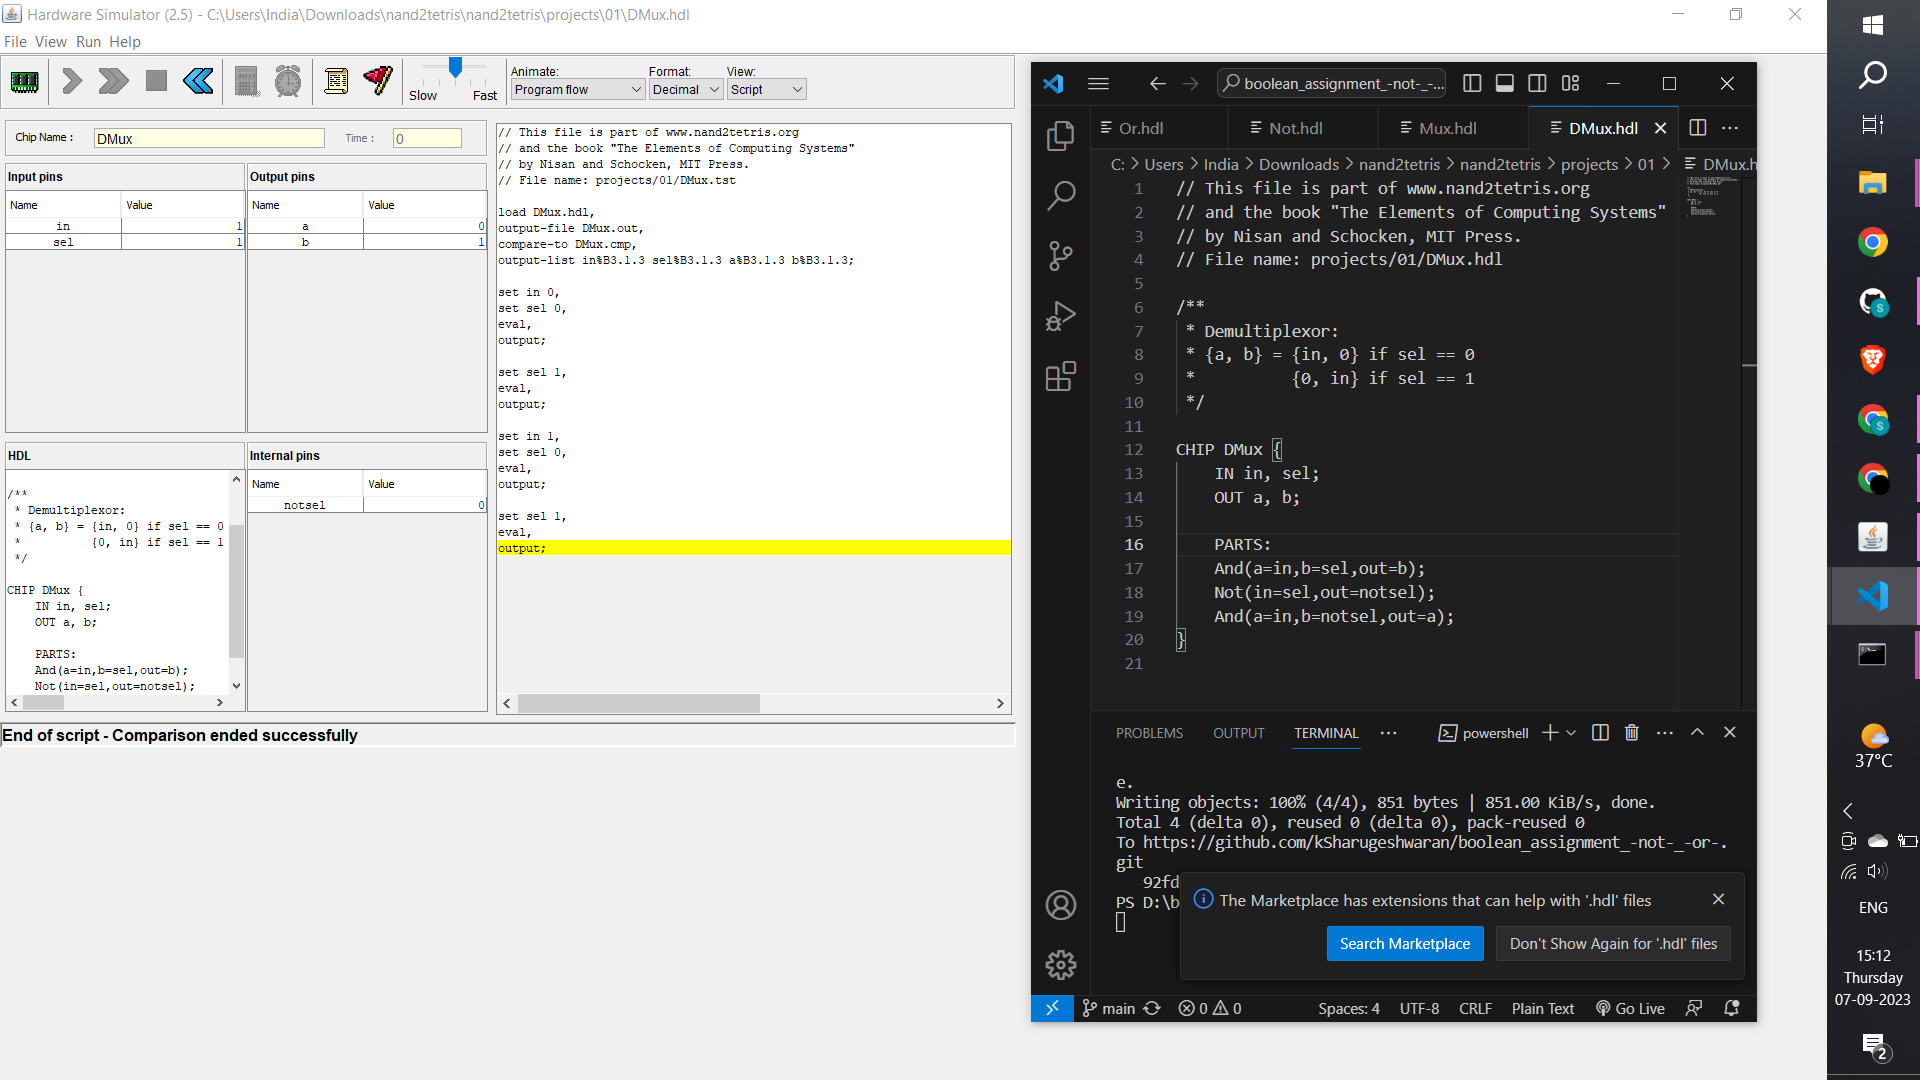 Hardware Simulator (2.5) - C:\Users\India\Downloads\nand2tetris\nand2tetris\projects\01\DMux.hdl
File View Run Help
Slow Fast
Animate: Format: View:
Program flow Decimal Script
Chip Name : DMux Time : 0
Input pins
Name Value
in 1
sel 1
Output pins
Name Value
a 0
b 1
HDL
/**
* Demultiplexor:
* {a, b} = {in, 0} if sel == 0
* {0, in} if sel == 1
*/
CHIP DMux {
IN in, sel;
OUT a, b;
PARTS:
And(a=in,b=sel,out=b);
Not(in=sel,out=notsel);
Internal pins
Name Value
notsel 0
// This file is part of www.nand2tetris.org
// and the book "The Elements of Computing Systems"
// by Nisan and Schocken, MIT Press.
// File name: projects/01/DMux.tst
load DMux.hdl,
output-file DMux.out,
compare-to DMux.cmp,
output-list in%B3.1.3 sel%B3.1.3 a%B3.1.3 b%B3.1.3;
set in 0,
set sel 0,
eval,
output;
set sel 1,
eval,
output;
set in 1,
set sel 0,
eval,
output;
set sel 1,
eval,
output;
End of script - Comparison ended successfully
boolean_assignment_-not-_-...
Or.hdl Not.hdl Mux.hdl DMux.hdl
C: > Users > India > Downloads > nand2tetris > nand2tetris > projects > 01 > DMux.h
1 // This file is part of www.nand2tetris.org
2 // and the book "The Elements of Computing Systems"
3 // by Nisan and Schocken, MIT Press.
4 // File name: projects/01/DMux.hdl
5
6 /**
7 * Demultiplexor:
8 * {a, b} = {in, 0} if sel == 0
9 * {0, in} if sel == 1
10 */
11
12 CHIP DMux {
13 IN in, sel;
14 OUT a, b;
15
16 PARTS:
17 And(a=in,b=sel,out=b);
18 Not(in=sel,out=notsel);
19 And(a=in,b=notsel,out=a);
20 }
21
PROBLEMS OUTPUT TERMINAL ... powershell
e.
Writing objects: 100% (4/4), 851 bytes | 851.00 KiB/s, done.
Total 4 (delta 0), reused 0 (delta 0), pack-reused 0
To https://github.com/kSharugeshwaran/boolean_assignment_-not-_-or-.
git
92fd
PS D:\b
The Marketplace has extensions that can help with '.hdl' files
Search Marketplace Don't Show Again for '.hdl' files
main 0 0 Spaces: 4 UTF-8 CRLF Plain Text Go Live
S
S
37°C
ENG
15:12
Thursday
07-09-2023
2